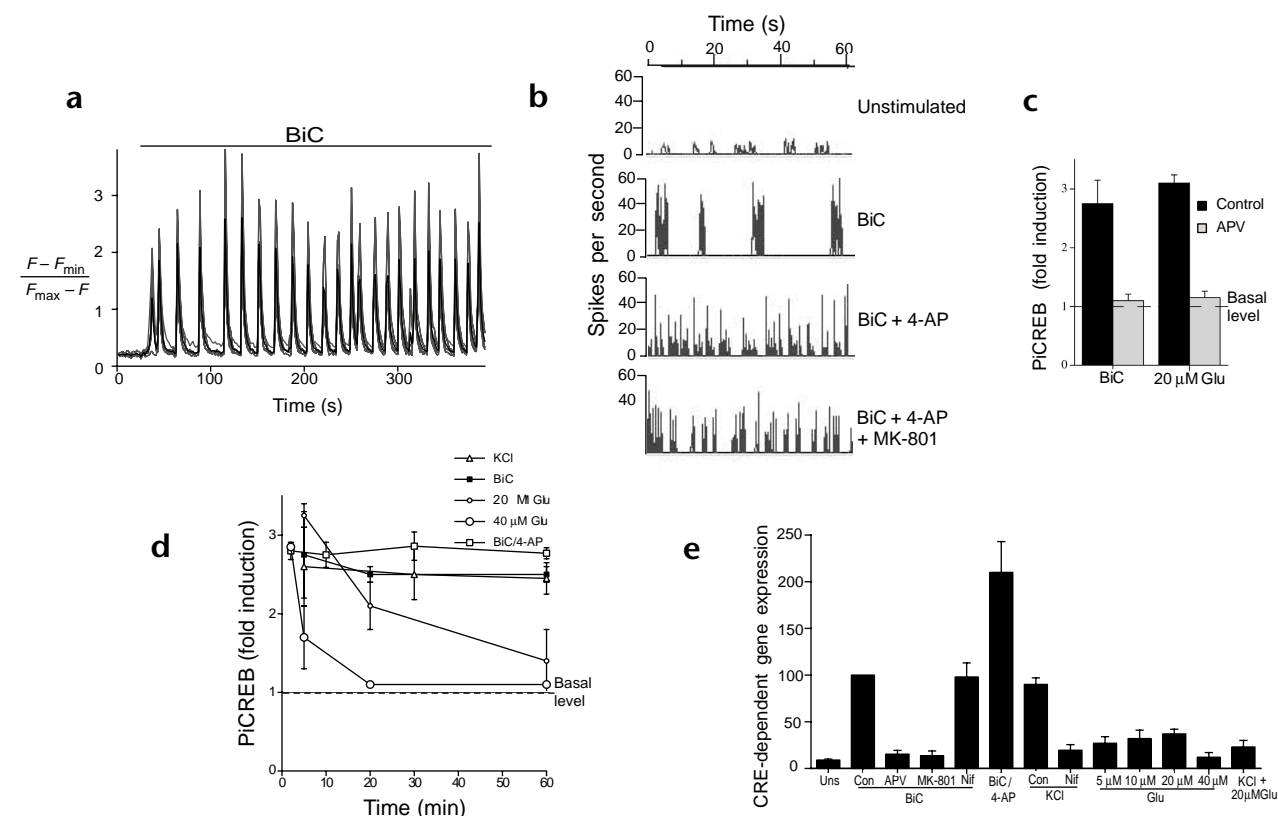 a
BiC
3
2
1
0
F – Fmin
Fmax – F
0 100 200 300
Time (s)
b
Time (s)
0 20 40 60
60
40
20
0
Unstimulated
60
40
20
0
BiC
60
40
20
0
BiC + 4-AP
60
40
BiC + 4-AP
+ MK-801
Spikes per second
c
PiCREB (fold induction)
3
2
1
0
Control
APV
Basal
level
BiC 20 μM Glu
d
KCl
BiC
20 Ml Glu
40 μM Glu
BiC/4-AP
PiCREB (fold induction)
3
2
1
0
Basal
level
0 10 20 30 40 50 60
Time (min)
e
CRE-dependent gene expression
250
200
150
100
50
0
Uns Con APV MK-801 Nif BiC/ Con Nif 5 μM 10 μM 20 μM 40 μM KCl +
BiC 4-AP KCl Glu 20μMGlu